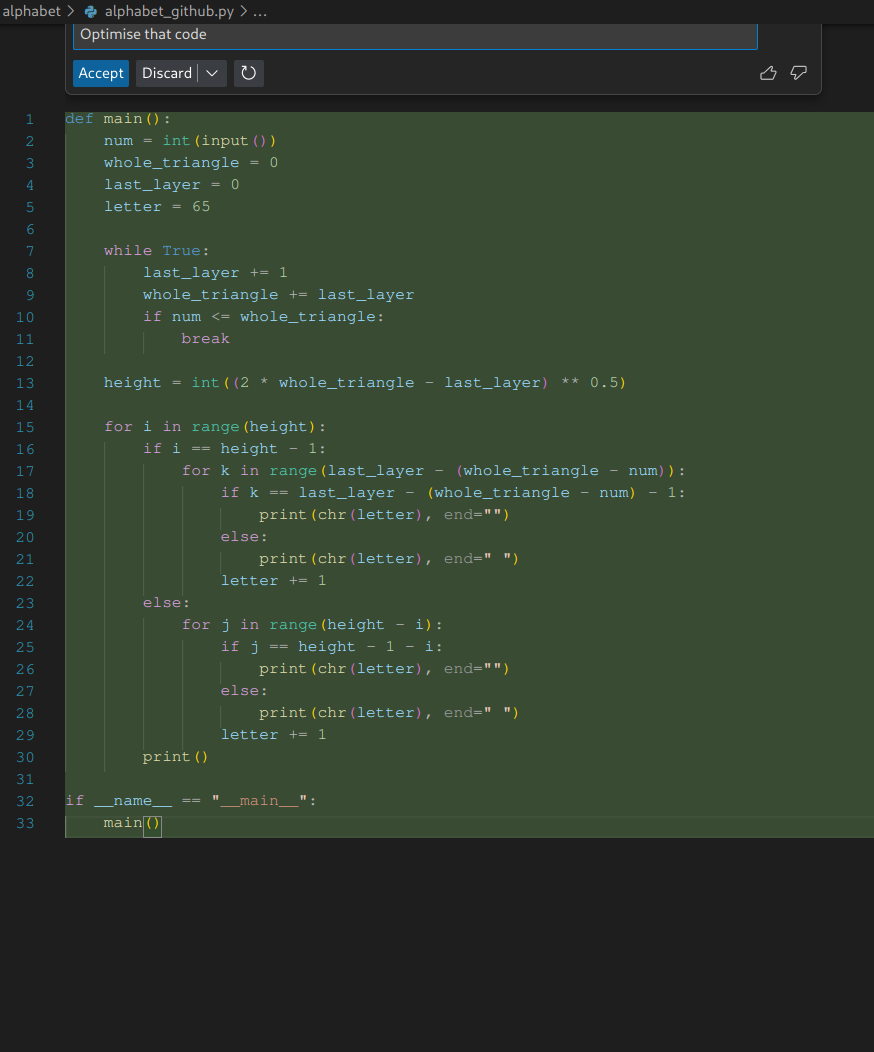 alphabet > alphabet_github.py > ...
Optimise that code
Accept Discard
1 def main():
2     num = int(input())
3     whole_triangle = 0
4     last_layer = 0
5     letter = 65
6
7     while True:
8         last_layer += 1
9         whole_triangle += last_layer
10         if num <= whole_triangle:
11             break
12
13     height = int((2 * whole_triangle - last_layer) ** 0.5)
14
15     for i in range(height):
16         if i == height - 1:
17             for k in range(last_layer - (whole_triangle - num)):
18                 if k == last_layer - (whole_triangle - num) - 1:
19                     print(chr(letter), end="")
20                 else:
21                     print(chr(letter), end=" ")
22                 letter += 1
23         else:
24             for j in range(height - i):
25                 if j == height - 1 - i:
26                     print(chr(letter), end="")
27                 else:
28                     print(chr(letter), end=" ")
29                 letter += 1
30         print()
31
32 if __name__ == "__main__":
33     main()